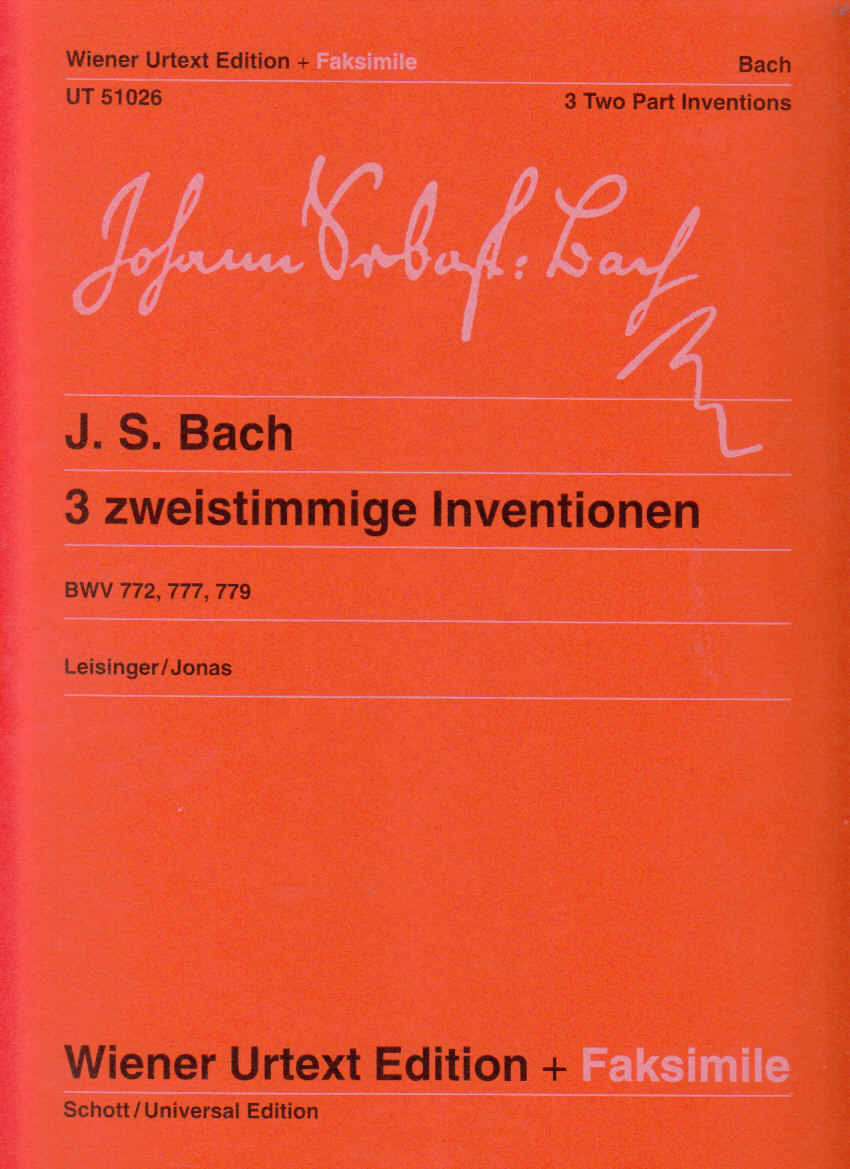 Wiener Urtext Edition + Faksimile
Bach
UT 51026
3 Two Part Inventions
Johann Sebast: Bach
J. S. Bach
3 zweistimmige Inventionen
BWV 772, 777, 779
Leisinger/Jonas
Wiener Urtext Edition + Faksimile
Schott/Universal Edition